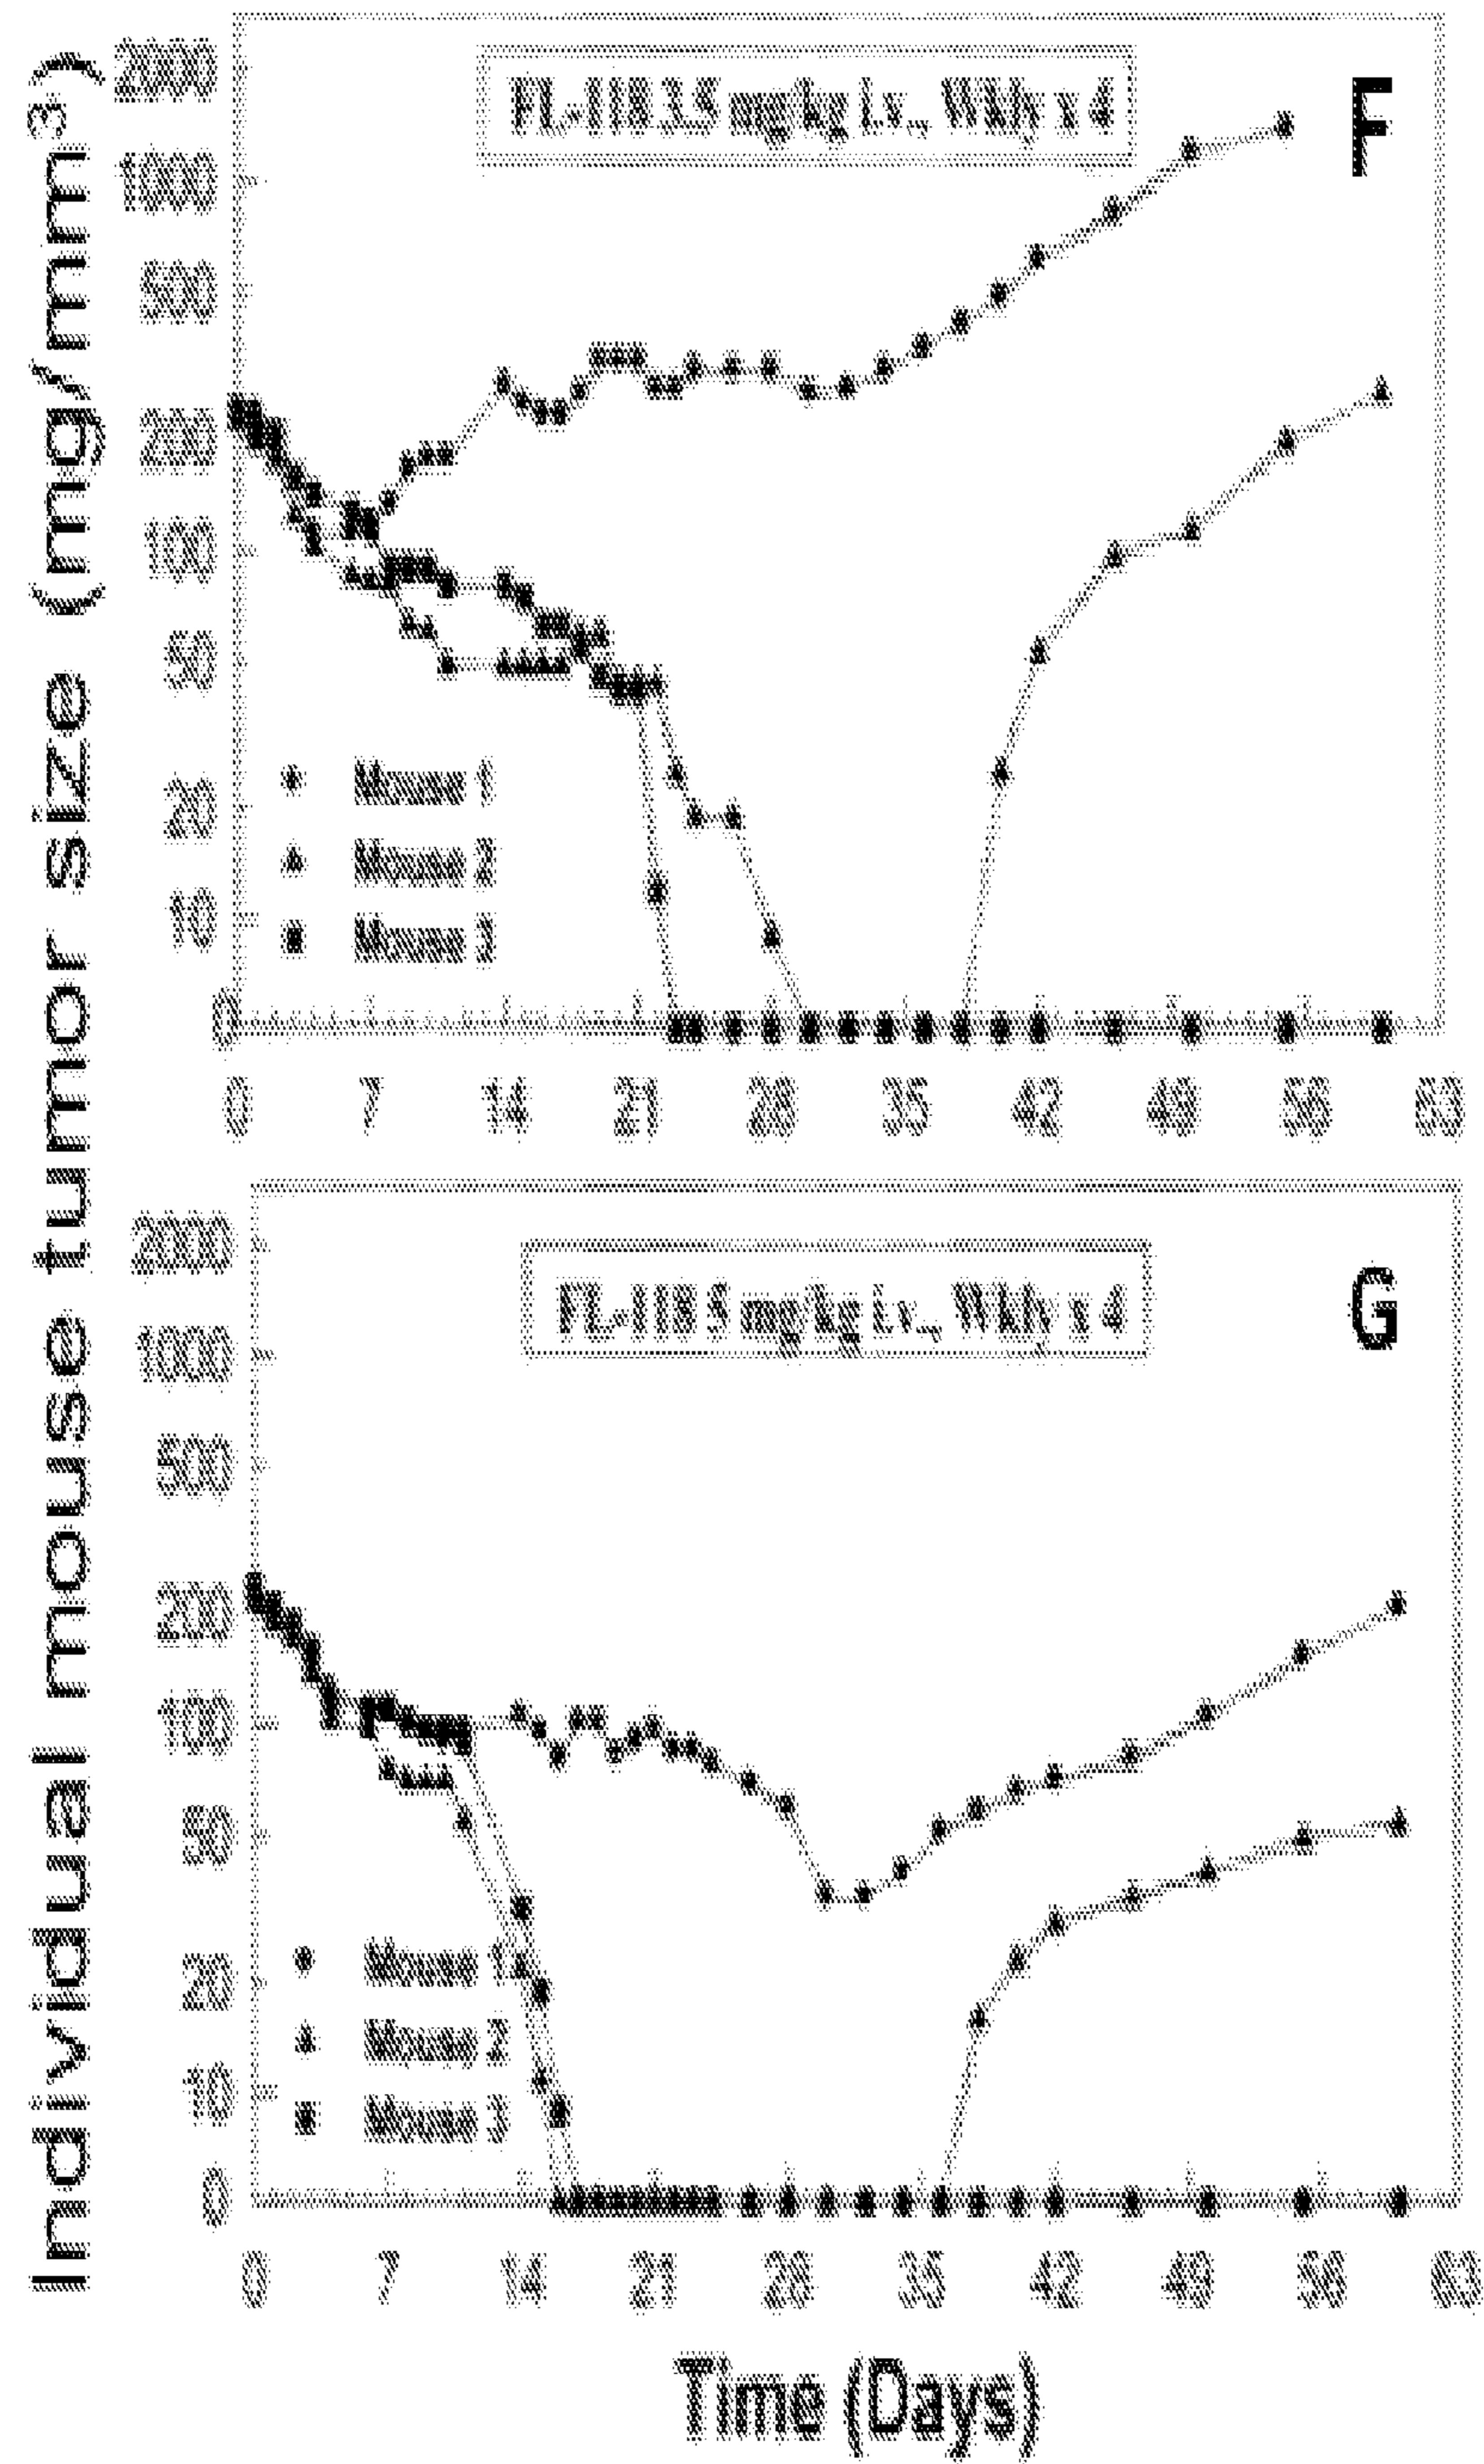 Individual mouse tumor size (mg/mm³)
F
FL-118 3.5 mg/kg i.v., Wkly x 4
2000
1000
500
200
100
50
20
10
0
Mouse 1
Mouse 2
Mouse 3
0 7 14 21 28 35 42 49 56 63
G
FL-118 5 mg/kg i.v., Wkly x 4
2000
1000
500
200
100
50
20
10
0
Mouse 1
Mouse 2
Mouse 3
0 7 14 21 28 35 42 49 56 63
Time (Days)